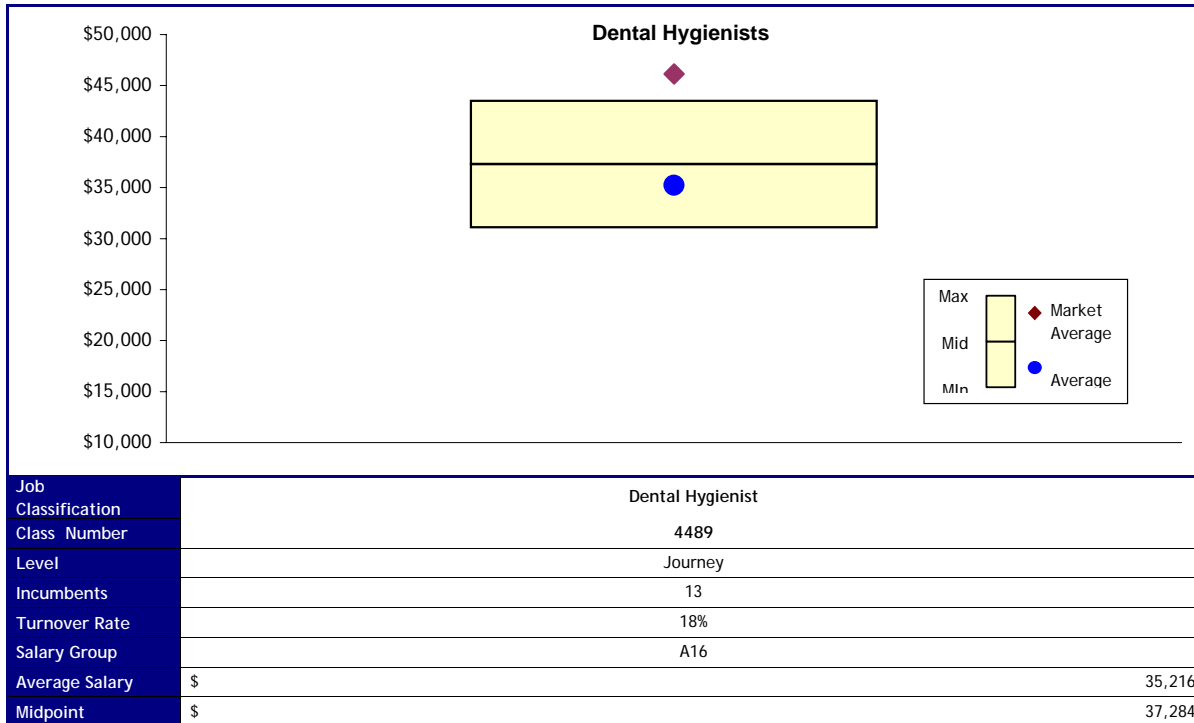 Dental Hygienists
$50,000
$45,000
$40,000
$35,000
$30,000
$25,000
$20,000
$15,000
$10,000
Max
Mid
MIn
Market
Average
Average
Job
Classification
Dental Hygienist
Class Number 4489
Level Journey
Incumbents 13
Turnover Rate 18%
Salary Group A16
Average Salary $ 35,216
Midpoint $ 37,284